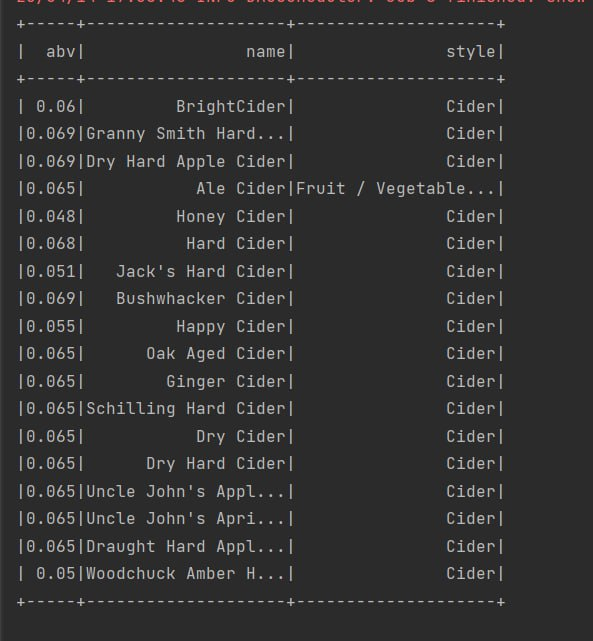 +-----+--------------------+--------------------+
|  abv|                name|               style|
+-----+--------------------+--------------------+
| 0.06|         BrightCider|               Cider|
|0.069|Granny Smith Hard...|               Cider|
|0.069|Dry Hard Apple Cider|               Cider|
|0.065|           Ale Cider|Fruit / Vegetable...|
|0.048|         Honey Cider|               Cider|
|0.068|          Hard Cider|               Cider|
|0.051|   Jack's Hard Cider|               Cider|
|0.069|   Bushwhacker Cider|               Cider|
|0.055|         Happy Cider|               Cider|
|0.065|      Oak Aged Cider|               Cider|
|0.065|        Ginger Cider|               Cider|
|0.065|Schilling Hard Cider|               Cider|
|0.065|           Dry Cider|               Cider|
|0.065|      Dry Hard Cider|               Cider|
|0.065|Uncle John's Appl...|               Cider|
|0.065|Uncle John's Apri...|               Cider|
|0.065|Draught Hard Appl...|               Cider|
| 0.05|Woodchuck Amber H...|               Cider|
+-----+--------------------+--------------------+